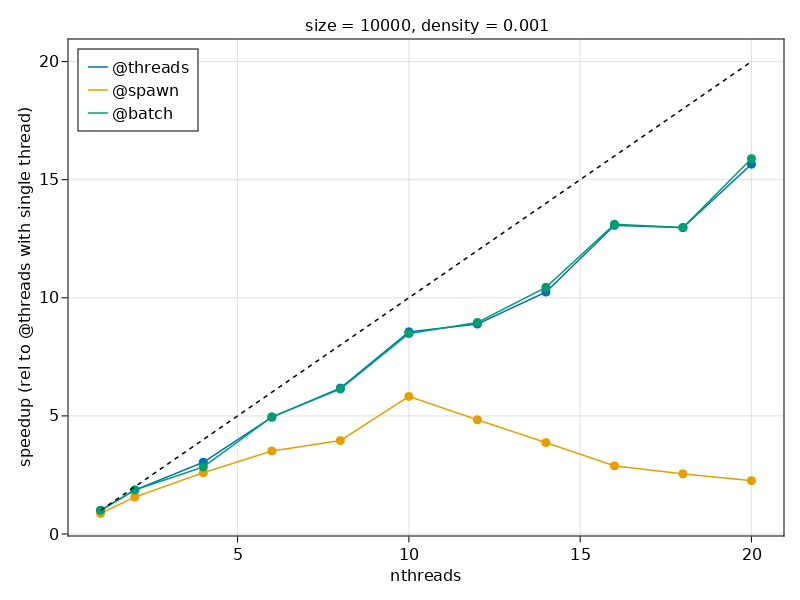 size = 10000, density = 0.001
@threads
@spawn
@batch
speedup (rel to @threads with single thread)
20
15
10
5
0
5
10
15
20
nthreads